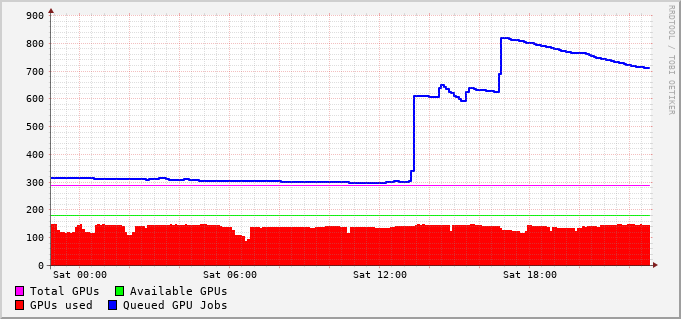 900
800
700
600
500
400
300
200
100
0
Sat 00:00 Sat 06:00 Sat 12:00 Sat 18:00
Total GPUs Available GPUs
GPUs used Queued GPU Jobs
RRDTOOL / TOBI OETIKER